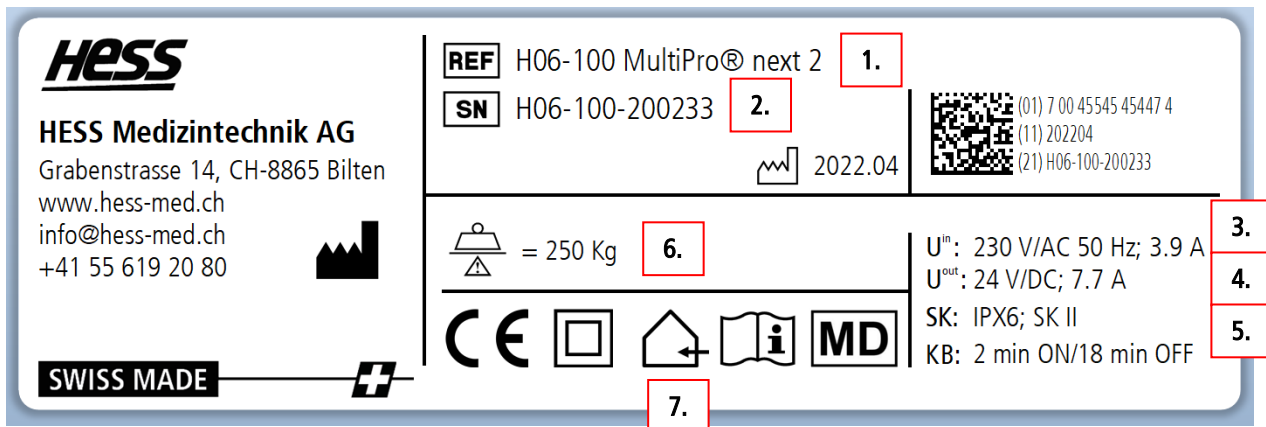 HESS
HESS Medizintechnik AG
Grabenstrasse 14, CH-8865 Bilten
www.hess-med.ch
info@hess-med.ch
+41 55 619 20 80
SWISS MADE
REF H06-100 MultiPro® next 2 1.
SN H06-100-200233 2.
2022.04
(01) 7 00 45545 45447 4
(11) 202204
(21) H06-100-200233
= 250 Kg 6.
CE i MD
7.
Uin: 230 V/AC 50 Hz; 3.9 A 3.
Uout: 24 V/DC; 7.7 A 4.
SK: IPX6; SK II 5.
KB: 2 min ON/18 min OFF